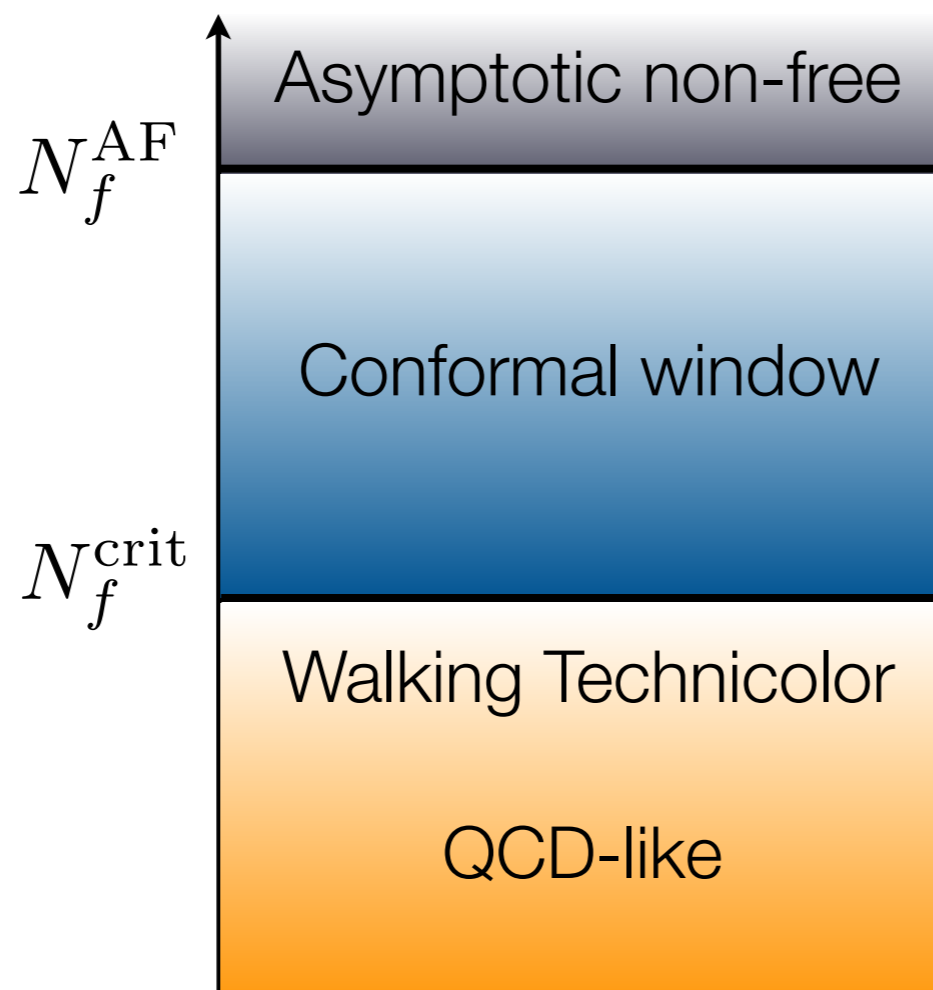 Asymptotic non-free
N_f^AF
Conformal window
N_f^crit
Walking Technicolor
QCD-like